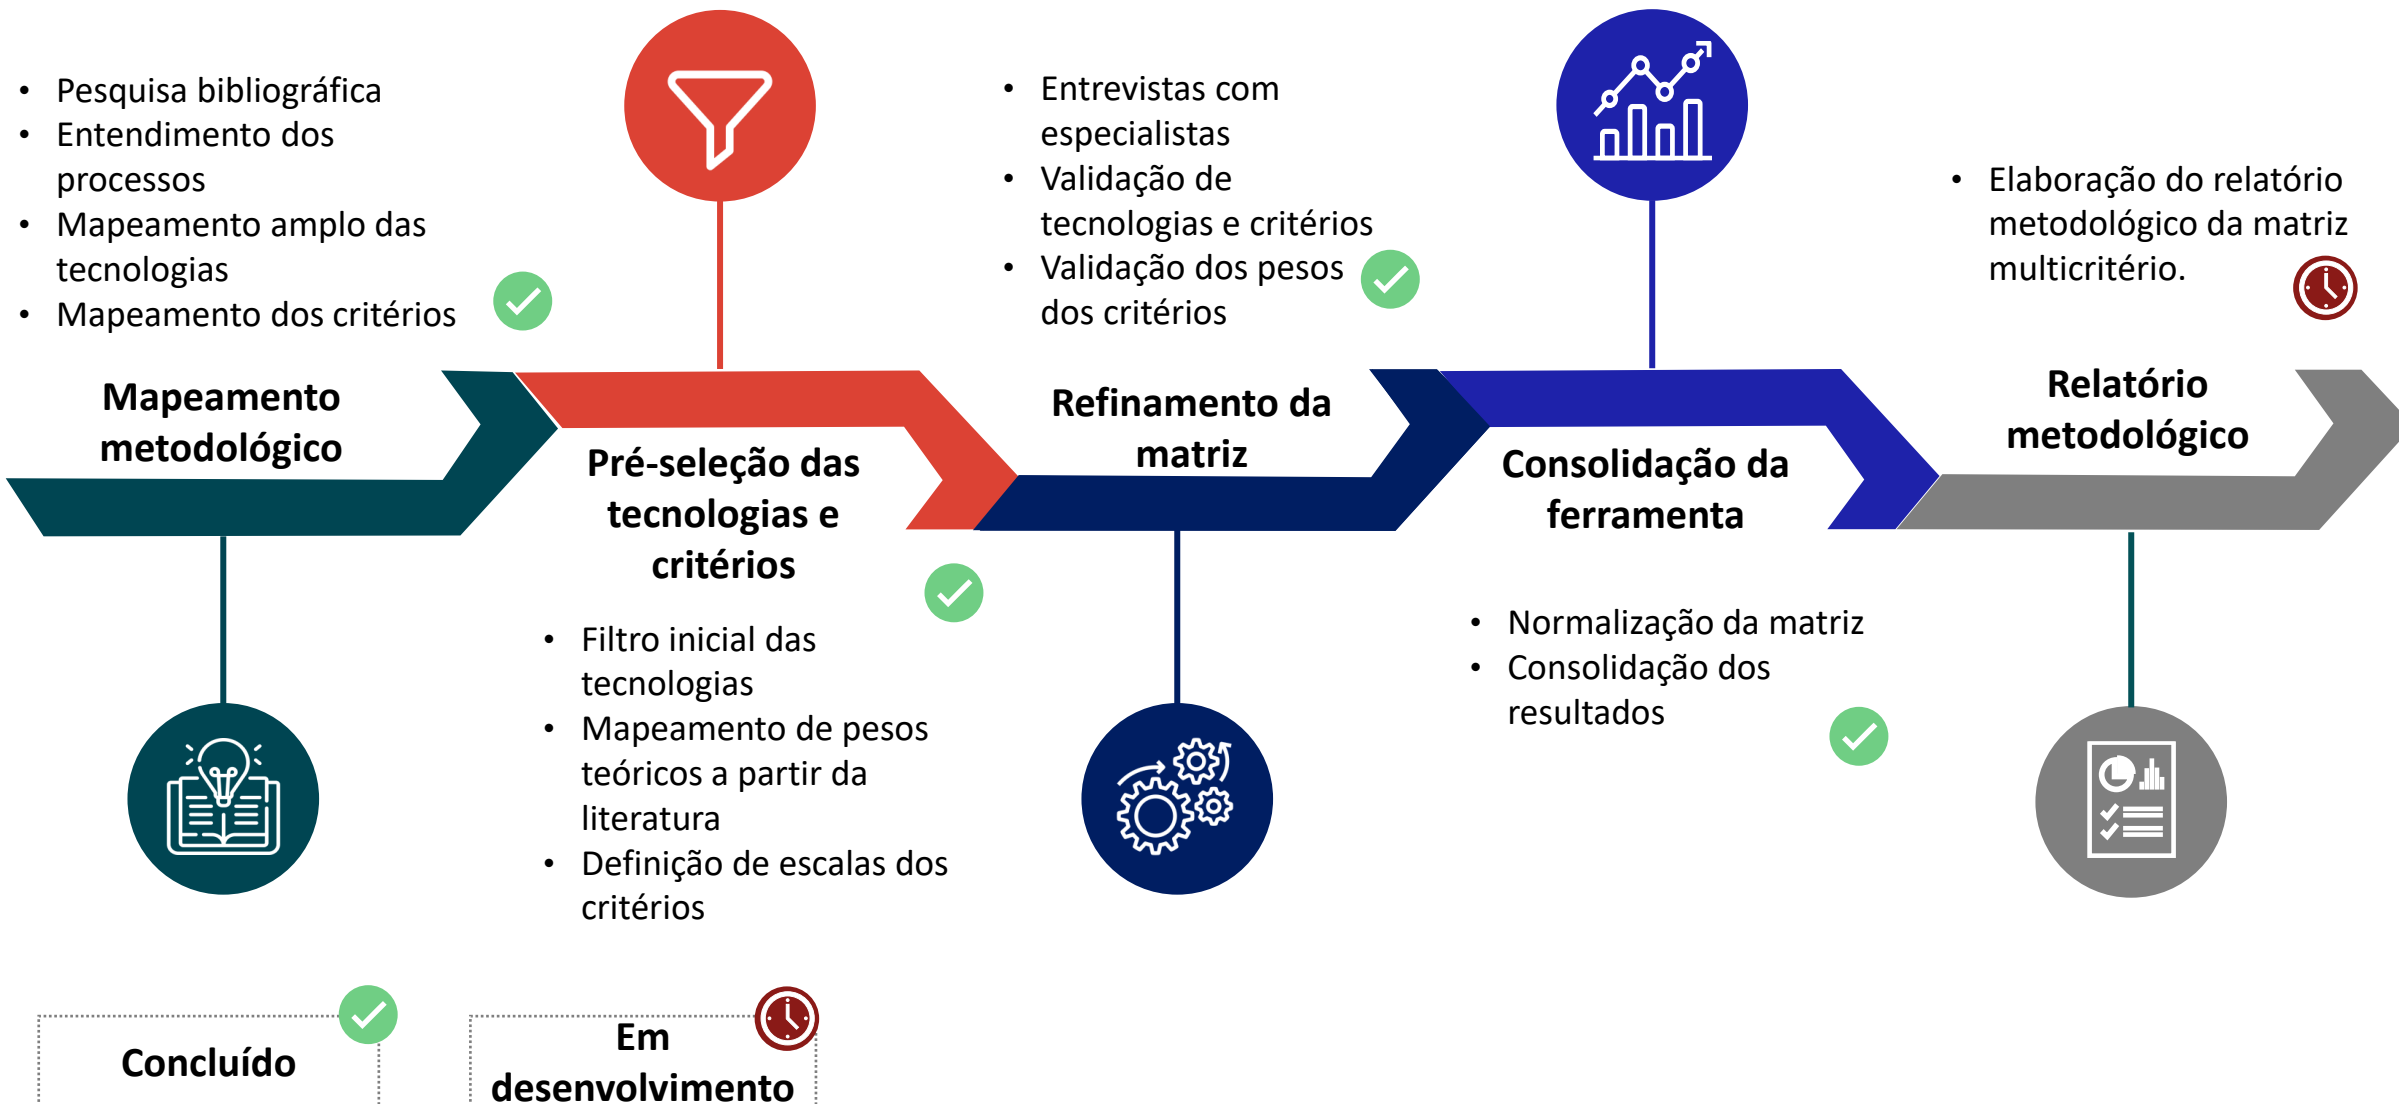 • Pesquisa bibliográfica
• Entendimento dos
processos
• Mapeamento amplo das
tecnologias
• Mapeamento dos critérios
Mapeamento
metodológico
Pré-seleção das
tecnologias e
critérios
• Filtro inicial das
tecnologias
• Mapeamento de pesos
teóricos a partir da
literatura
• Definição de escalas dos
critérios
• Entrevistas com
especialistas
• Validação de
tecnologias e critérios
• Validação dos pesos
dos critérios
Refinamento da
matriz
Consolidação da
ferramenta
• Normalização da matriz
• Consolidação dos
resultados
• Elaboração do relatório
metodológico da matriz
multicritério.
Relatório
metodológico
Concluído
Em
desenvolvimento